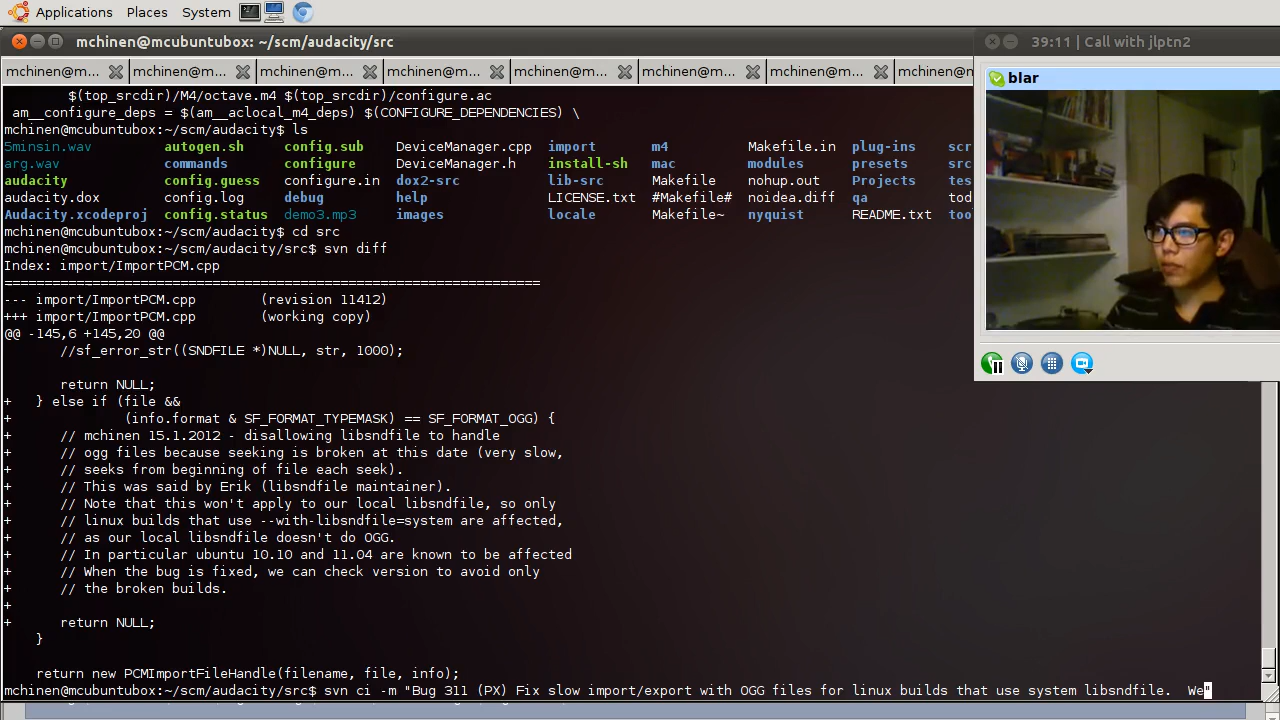 Applications Places System
mchinen@mcubuntubox: ~/scm/audacity/src
39:11 | Call with jlptn2
mchinen@m... mchinen@m... mchinen@m... mchinen@m... mchinen@m... mchinen@m... mchinen@m... mchinen@m
blar
$(top_srcdir)/M4/octave.m4 $(top_srcdir)/configure.ac
am__configure_deps = $(am__aclocal_m4_deps) $(CONFIGURE_DEPENDENCIES) \
mchinen@mcubuntubox:~/scm/audacity$ ls
5minsin.wav autogen.sh config.sub DeviceManager.cpp import m4 Makefile.in plug-ins scr
arg.wav commands configure DeviceManager.h install-sh mac modules presets src
audacity config.guess configure.in dox2-src lib-src Makefile nohup.out Projects tes
audacity.dox config.log debug help LICENSE.txt #Makefile# noidea.diff qa tod
Audacity.xcodeproj config.status demo3.mp3 images locale Makefile~ nyquist README.txt too
mchinen@mcubuntubox:~/scm/audacity$ cd src
mchinen@mcubuntubox:~/scm/audacity/src$ svn diff
Index: import/ImportPCM.cpp
===================================================================
--- import/ImportPCM.cpp (revision 11412)
+++ import/ImportPCM.cpp (working copy)
@@ -145,6 +145,20 @@
//sf_error_str((SNDFILE *)NULL, str, 1000);
return NULL;
+ } else if (file &&
+ (info.format & SF_FORMAT_TYPEMASK) == SF_FORMAT_OGG) {
+ // mchinen 15.1.2012 - disallowing libsndfile to handle
+ // ogg files because seeking is broken at this date (very slow,
+ // seeks from beginning of file each seek).
+ // This was said by Erik (libsndfile maintainer).
+ // Note that this won't apply to our local libsndfile, so only
+ // linux builds that use --with-libsndfile=system are affected,
+ // as our local libsndfile doesn't do OGG.
+ // In particular ubuntu 10.10 and 11.04 are known to be affected
+ // When the bug is fixed, we can check version to avoid only
+ // the broken builds.
+
+ return NULL;
}
return new PCMImportFileHandle(filename, file, info);
mchinen@mcubuntubox:~/scm/audacity/src$ svn ci -m "Bug 311 (PX) Fix slow import/export with OGG files for linux builds that use system libsndfile.  We"